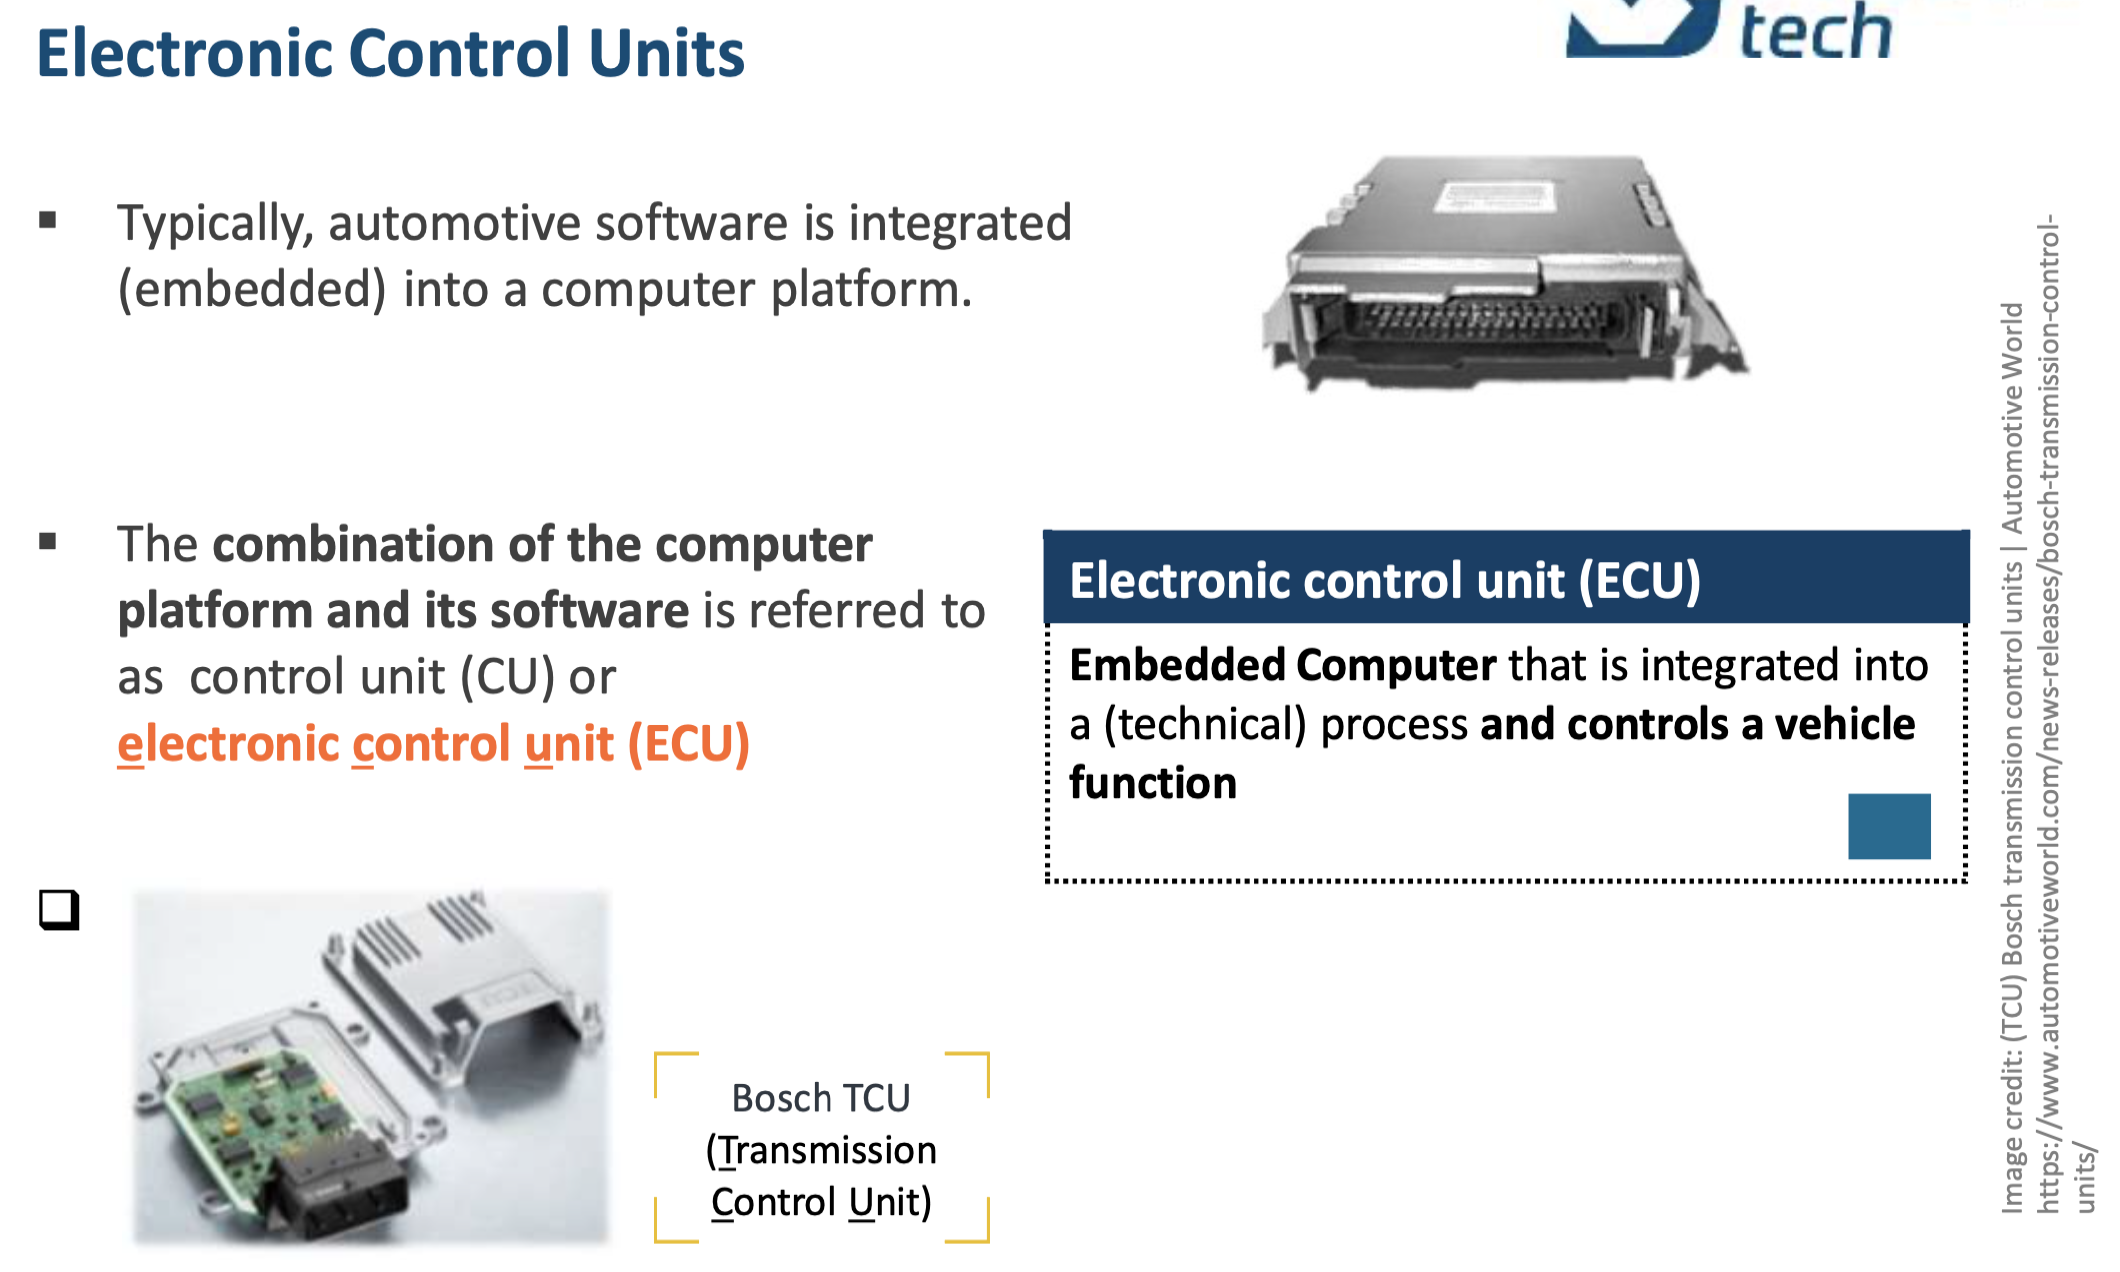 Electronic Control Units
tech
▪ Typically, automotive software is integrated
(embedded) into a computer platform.
▪ The combination of the computer
platform and its software is referred to
as control unit (CU) or
electronic control unit (ECU)
Electronic control unit (ECU)
Embedded Computer that is integrated into
a (technical) process and controls a vehicle
function
Bosch TCU
(Transmission
Control Unit)
Image credit: (TCU) Bosch transmission control units | Automotive World
https://www.automotiveworld.com/news-releases/bosch-transmission-control-
units/